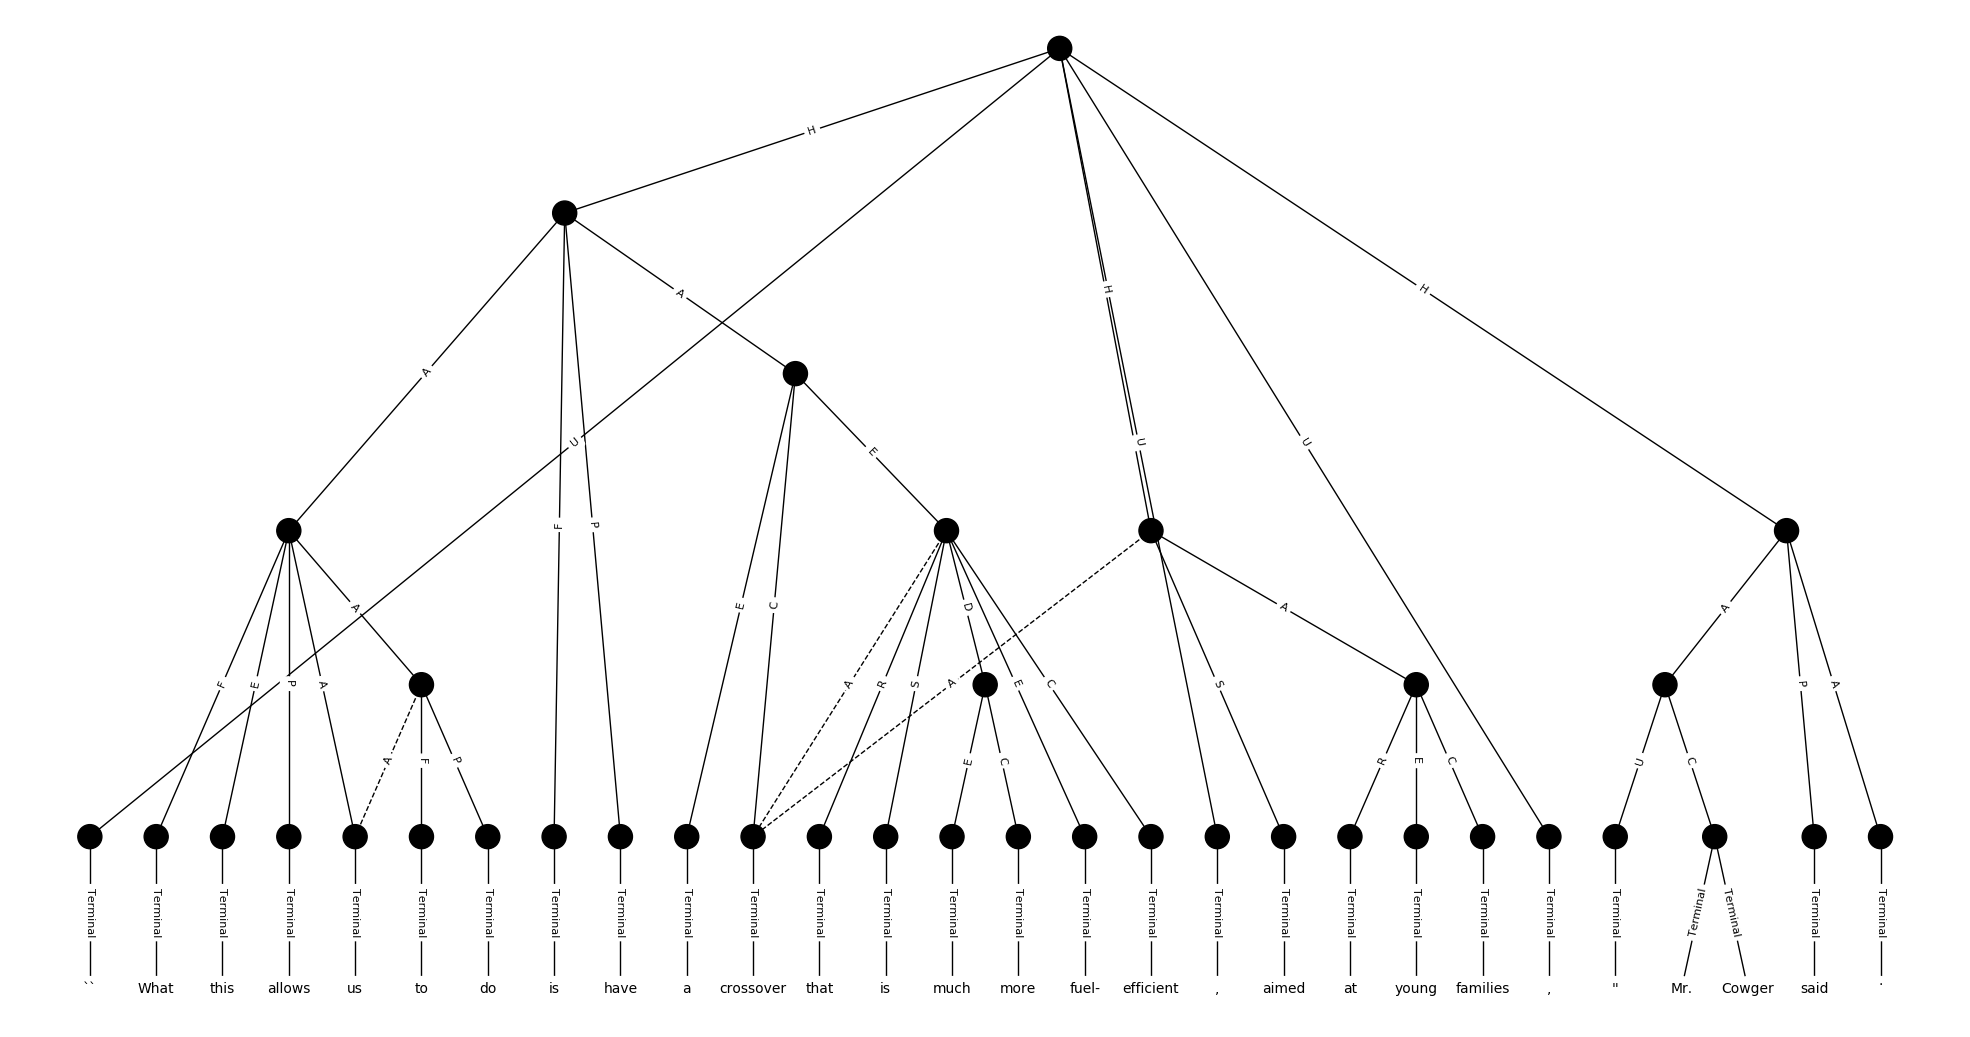 H
H
H
A
A
U
H
U
U
E
F
P
E
C
A
A
S
A
F
E
P
A
A
R
S
D
A
E
C
P
A
A
F
P
E
C
R
E
C
U
C
Terminal Terminal Terminal Terminal Terminal Terminal Terminal Terminal Terminal Terminal Terminal Terminal Terminal Terminal Terminal Terminal Terminal Terminal Terminal Terminal Terminal Terminal Terminal Terminal Terminal Terminal Terminal Terminal
`` What this allows us to do is have a crossover that is much more fuel- efficient , aimed at young families , " Mr. Cowger said .